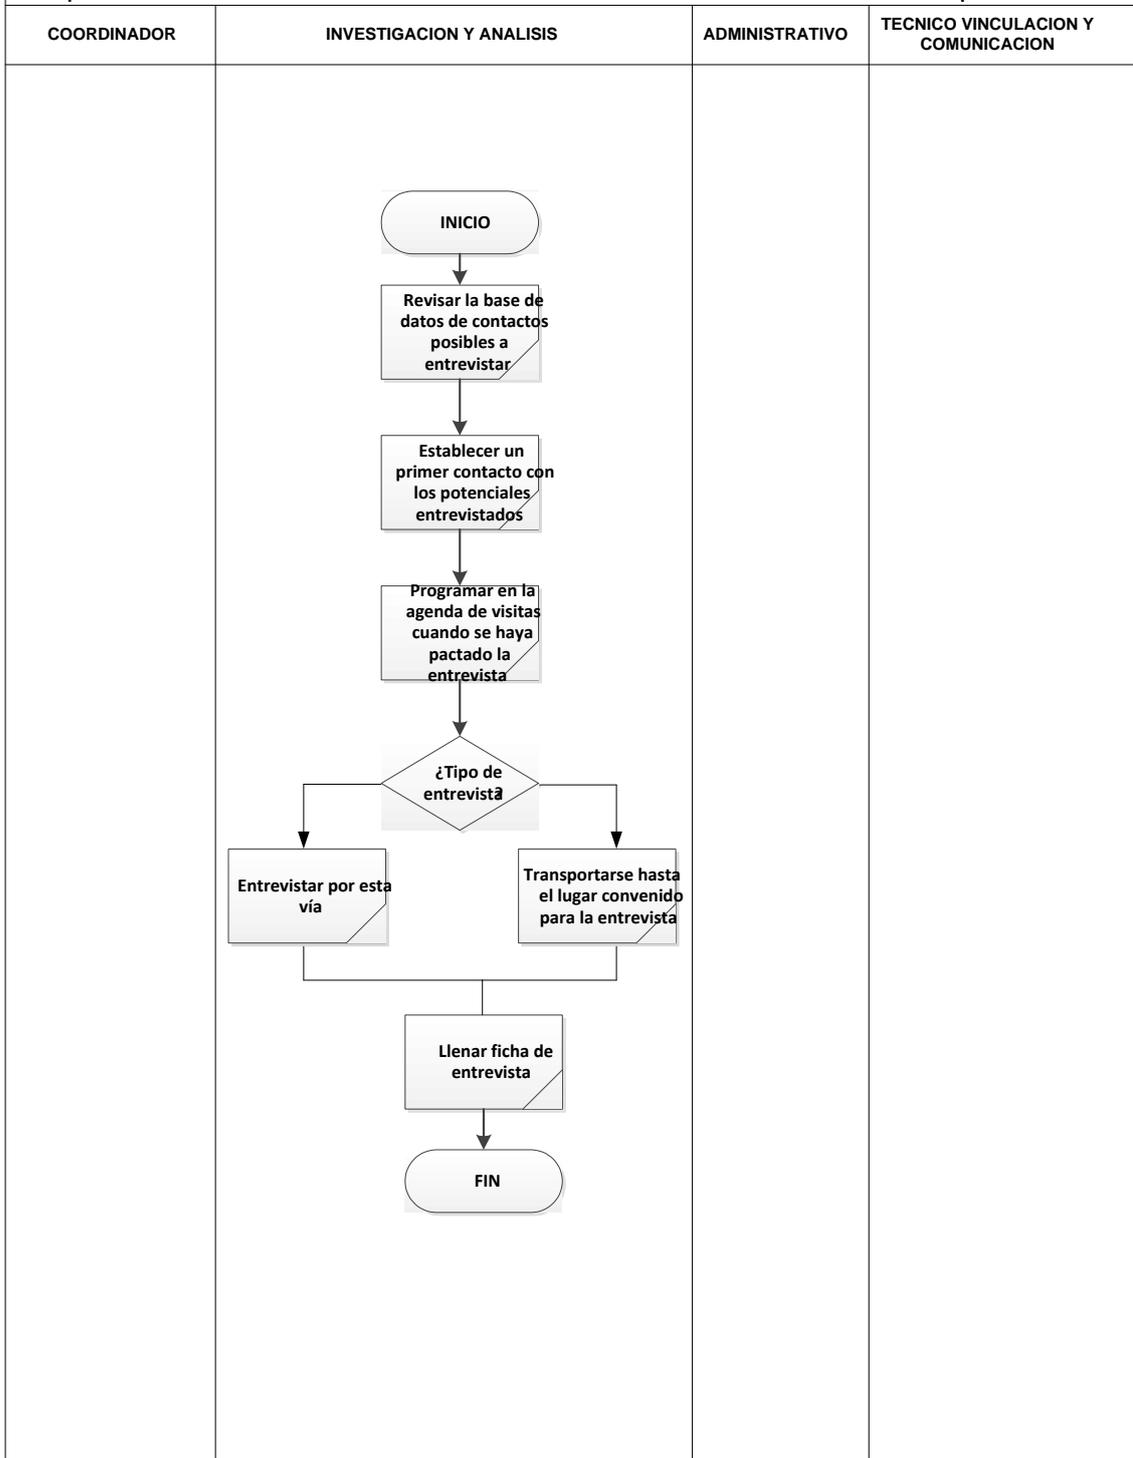 COORDINADOR
INVESTIGACION Y ANALISIS
ADMINISTRATIVO
TECNICO VINCULACION Y
COMUNICACION
INICIO
Revisar la base de
datos de contactos
posibles a
entrevistar
Establecer un
primer contacto con
los potenciales
entrevistados
Programar en la
agenda de visitas
cuando se haya
pactado la
entrevista
¿Tipo de
entrevista?
Entrevistar por esta
vía
Transportarse hasta
el lugar convenido
para la entrevista
Llenar ficha de
entrevista
FIN